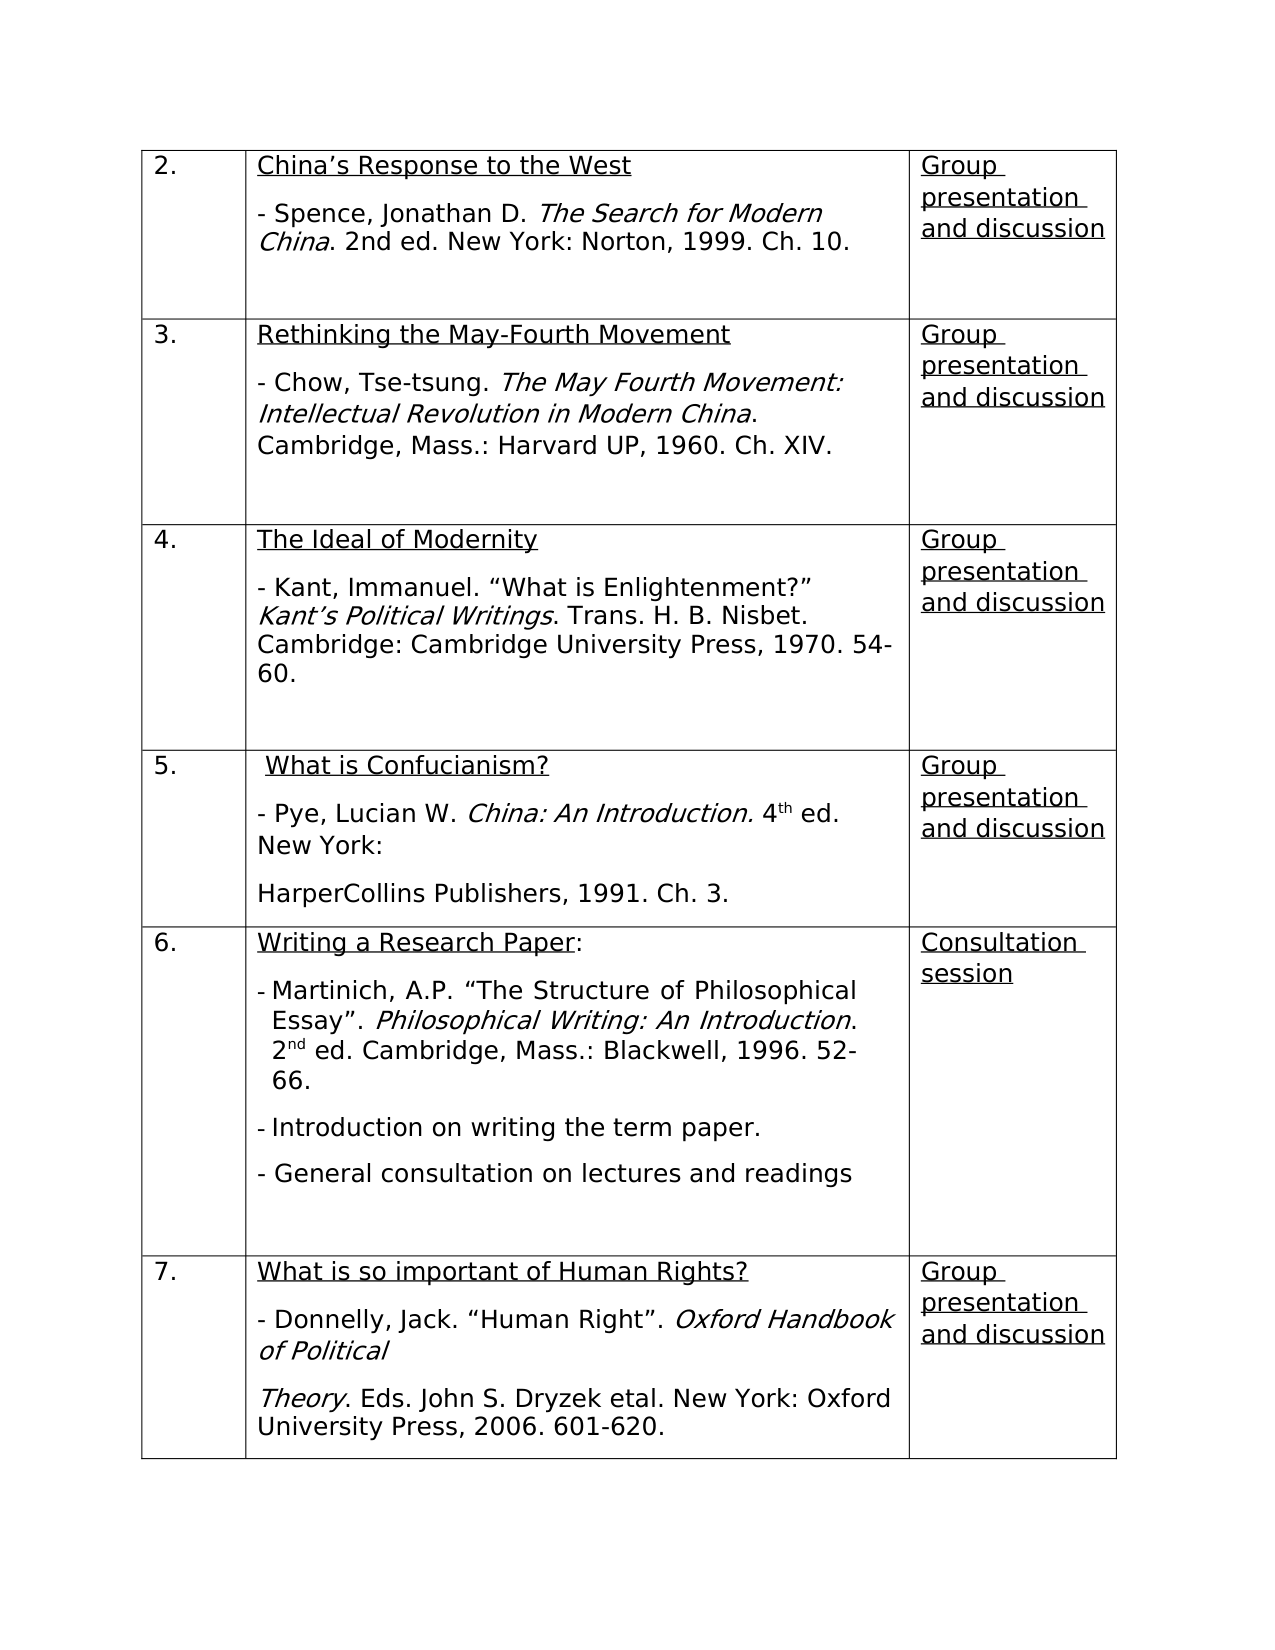 2.
China’s Response to the West
- Spence, Jonathan D. The Search for Modern
China. 2nd ed. New York: Norton, 1999. Ch. 10.
Group
presentation
and discussion
3.
Rethinking the May-Fourth Movement
- Chow, Tse-tsung. The May Fourth Movement:
Intellectual Revolution in Modern China.
Cambridge, Mass.: Harvard UP, 1960. Ch. XIV.
Group
presentation
and discussion
4.
The Ideal of Modernity
- Kant, Immanuel. “What is Enlightenment?”
Kant’s Political Writings. Trans. H. B. Nisbet.
Cambridge: Cambridge University Press, 1970. 54-
60.
Group
presentation
and discussion
5.
What is Confucianism?
- Pye, Lucian W. China: An Introduction. 4th ed.
New York:
HarperCollins Publishers, 1991. Ch. 3.
Group
presentation
and discussion
6.
Writing a Research Paper:
- Martinich, A.P. “The Structure of Philosophical
Essay”. Philosophical Writing: An Introduction.
2nd ed. Cambridge, Mass.: Blackwell, 1996. 52-
66.
- Introduction on writing the term paper.
- General consultation on lectures and readings
Consultation
session
7.
What is so important of Human Rights?
- Donnelly, Jack. “Human Right”. Oxford Handbook
of Political
Theory. Eds. John S. Dryzek etal. New York: Oxford
University Press, 2006. 601-620.
Group
presentation
and discussion